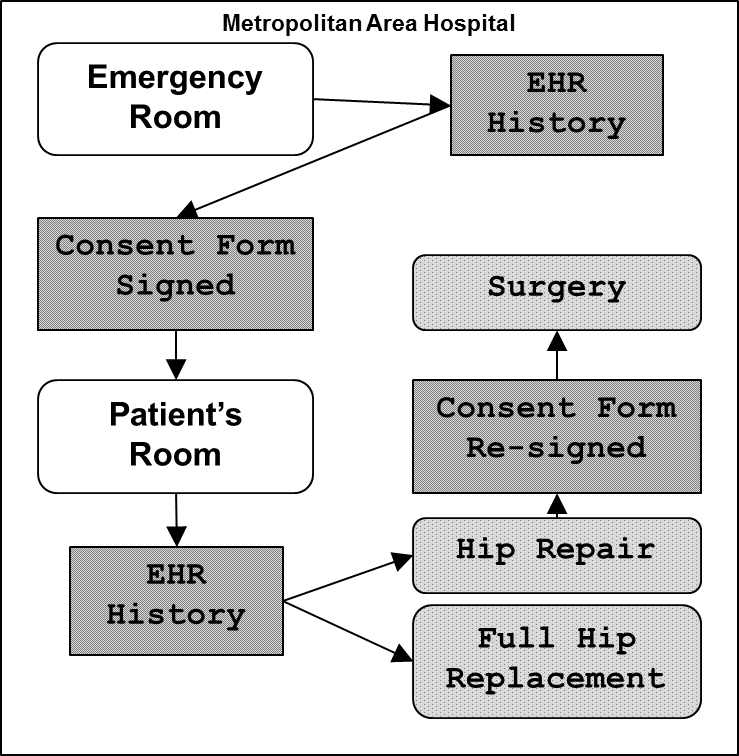 Metropolitan Area Hospital
Emergency
Room
EHR
History
Consent Form
Signed
Surgery
Patient's
Room
Consent Form
Re-signed
EHR
History
Hip Repair
Full Hip
Replacement